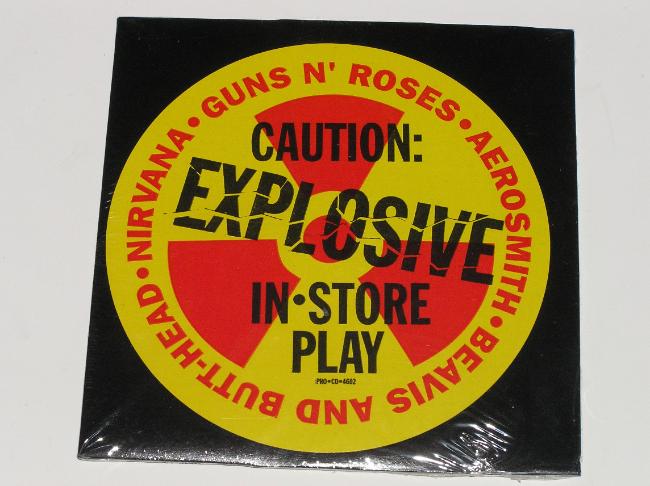 NIRVANA • GUNS N' ROSES • AEROSMITH • BEAVIS AND BUTT-HEAD •
CAUTION:
EXPLOSIVE
IN•STORE
PLAY
PRO•CD•4602